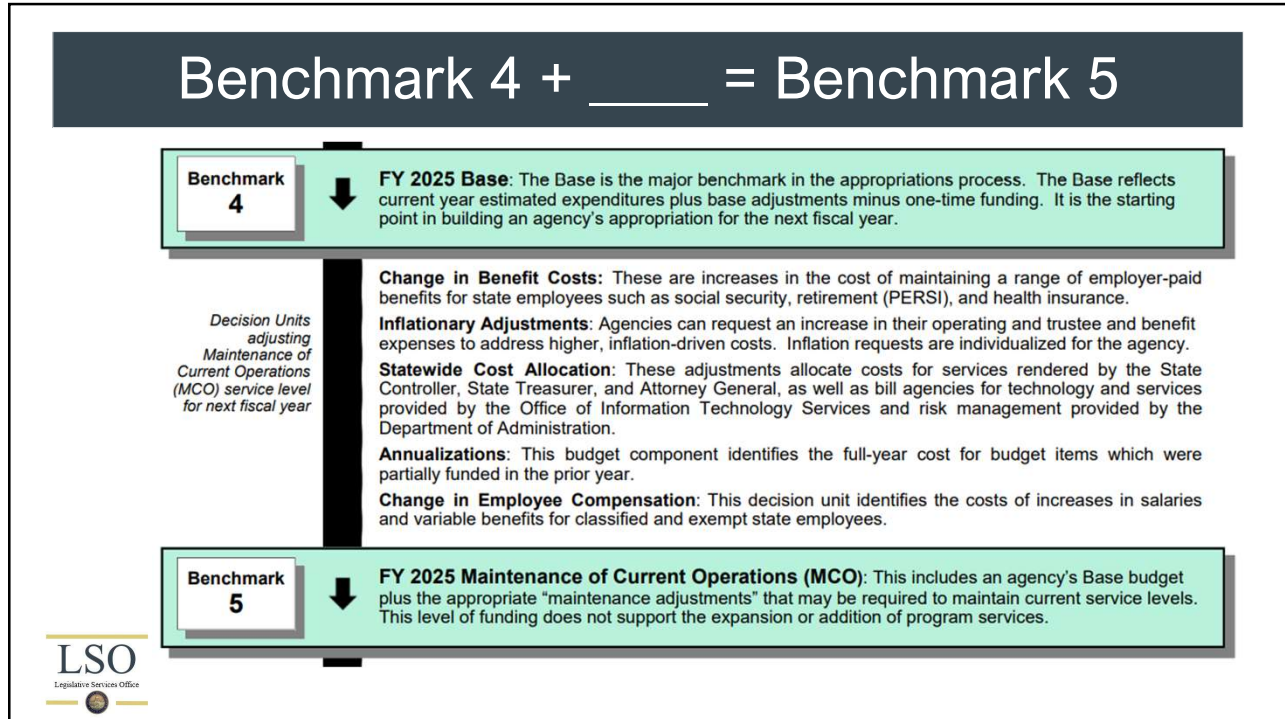 Benchmark 4 + ____ = Benchmark 5
Benchmark
4
FY 2025 Base: The Base is the major benchmark in the appropriations process. The Base reflects
current year estimated expenditures plus base adjustments minus one-time funding. It is the starting
point in building an agency’s appropriation for the next fiscal year.
Decision Units
adjusting
Maintenance of
Current Operations
(MCO) service level
for next fiscal year
Change in Benefit Costs: These are increases in the cost of maintaining a range of employer-paid
benefits for state employees such as social security, retirement (PERSI), and health insurance.
Inflationary Adjustments: Agencies can request an increase in their operating and trustee and benefit
expenses to address higher, inflation-driven costs. Inflation requests are individualized for the agency.
Statewide Cost Allocation: These adjustments allocate costs for services rendered by the State
Controller, State Treasurer, and Attorney General, as well as bill agencies for technology and services
provided by the Office of Information Technology Services and risk management provided by the
Department of Administration.
Annualizations: This budget component identifies the full-year cost for budget items which were
partially funded in the prior year.
Change in Employee Compensation: This decision unit identifies the costs of increases in salaries
and variable benefits for classified and exempt state employees.
Benchmark
5
FY 2025 Maintenance of Current Operations (MCO): This includes an agency’s Base budget
plus the appropriate “maintenance adjustments” that may be required to maintain current service levels.
This level of funding does not support the expansion or addition of program services.
LSO
Legislative Services Office